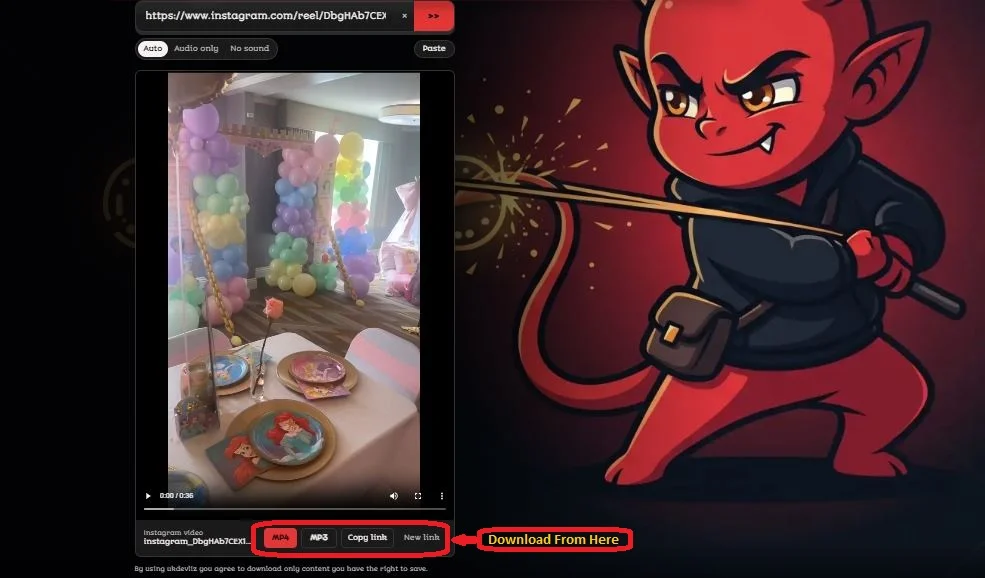 https://www.instagram.com/reel/DbgHAb7CEX × >>
Auto Audio only No sound Paste
0:00 / 0:36
Instagram video
instagram_DbgHAb7CEX1... MP4 MP3 Copy link New link
Download From Here
By using ukdevilz you agree to download only content you have the right to save.